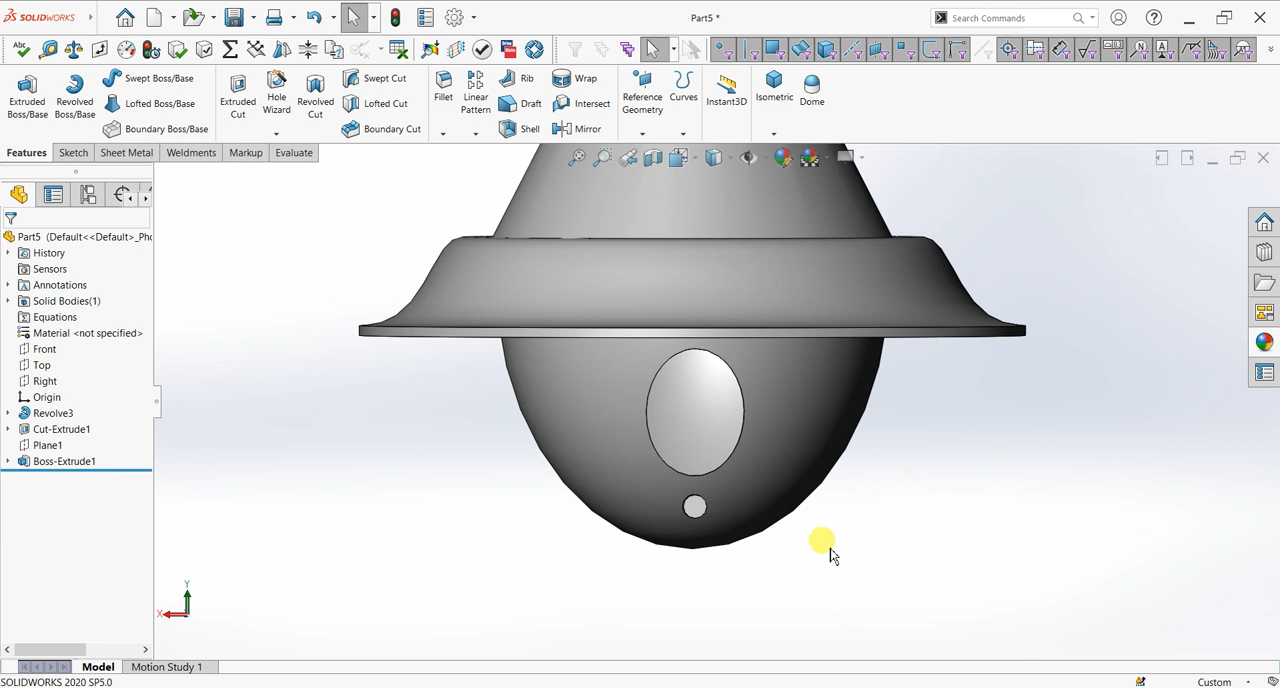 SOLIDWORKS
Part5 *
Search Commands
Extruded Boss/Base
Revolved Boss/Base
Swept Boss/Base
Lofted Boss/Base
Boundary Boss/Base
Extruded Cut
Hole Wizard
Revolved Cut
Swept Cut
Lofted Cut
Boundary Cut
Fillet
Linear Pattern
Rib
Draft
Shell
Wrap
Intersect
Mirror
Reference Geometry
Curves
Instant3D
Isometric
Dome
Features
Sketch
Sheet Metal
Weldments
Markup
Evaluate
Part5 (Default<<Default>_Pho
History
Sensors
Annotations
Solid Bodies(1)
Equations
Material <not specified>
Front
Top
Right
Origin
Revolve3
Cut-Extrude1
Plane1
Boss-Extrude1
Y
X
Model
Motion Study 1
SOLIDWORKS 2020 SP5.0
Custom